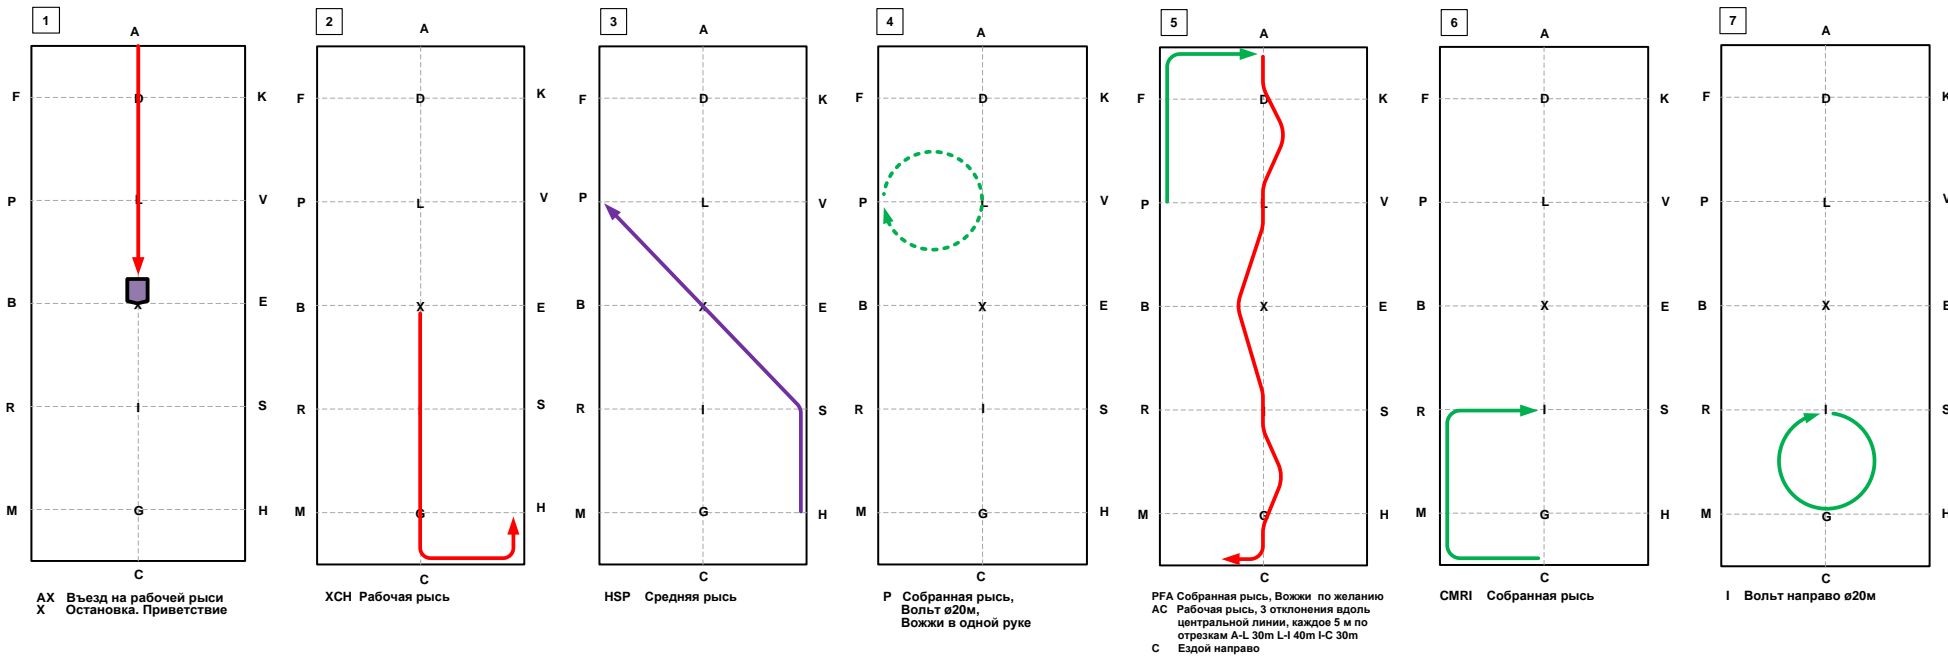 1
A
F
D
K
P
L
V
B
X
E
R
I
S
M
G
H
C
AX Въезд на рабочей рыси
X Остановка. Приветствие
2
A
F
D
K
P
L
V
B
X
E
R
S
M
G
H
C
XCH Рабочая рысь
3
A
F
D
K
P
L
V
B
X
E
R
I
S
M
G
H
C
HSP Средняя рысь
4
A
F
D
K
P
L
V
B
X
E
R
I
S
M
G
H
C
P Собранная рысь,
Вольт ø20м,
Вожжи в одной руке
5
A
F
D
K
P
L
V
B
X
E
R
I
S
M
G
H
C
PFA Собранная рысь, Вожжи по желанию
AC Рабочая рысь, 3 отклонения вдоль
центральной линии, каждое 5 м по
отрезкам A-L 30m L-I 40m I-C 30m
C Ездой направо
6
A
F
D
K
P
L
V
B
X
E
R
I
S
M
G
H
C
CMRI Собранная рысь
7
A
F
D
K
P
L
V
B
X
E
R
I
S
M
G
H
C
I Вольт направо ø20м